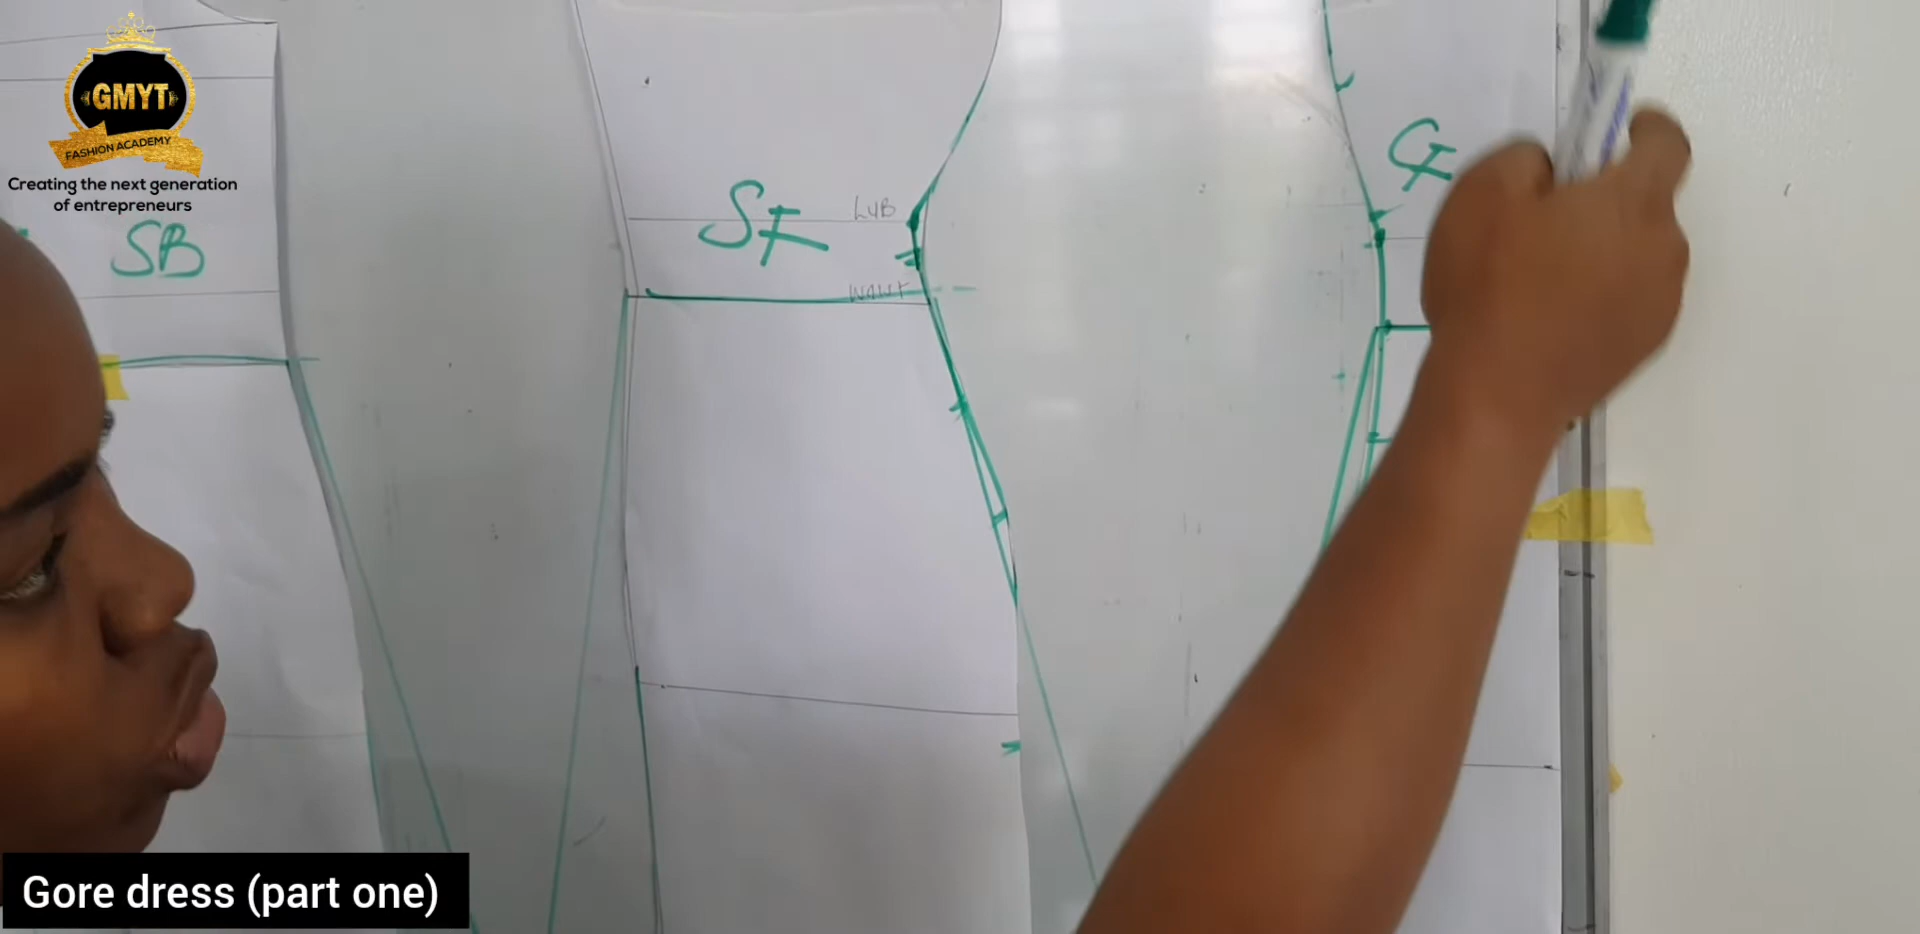 GMYT
FASHION ACADEMY
Creating the next generation
of entrepreneurs
SB
SF
LUB
WAIST
CF
Gore dress (part one)